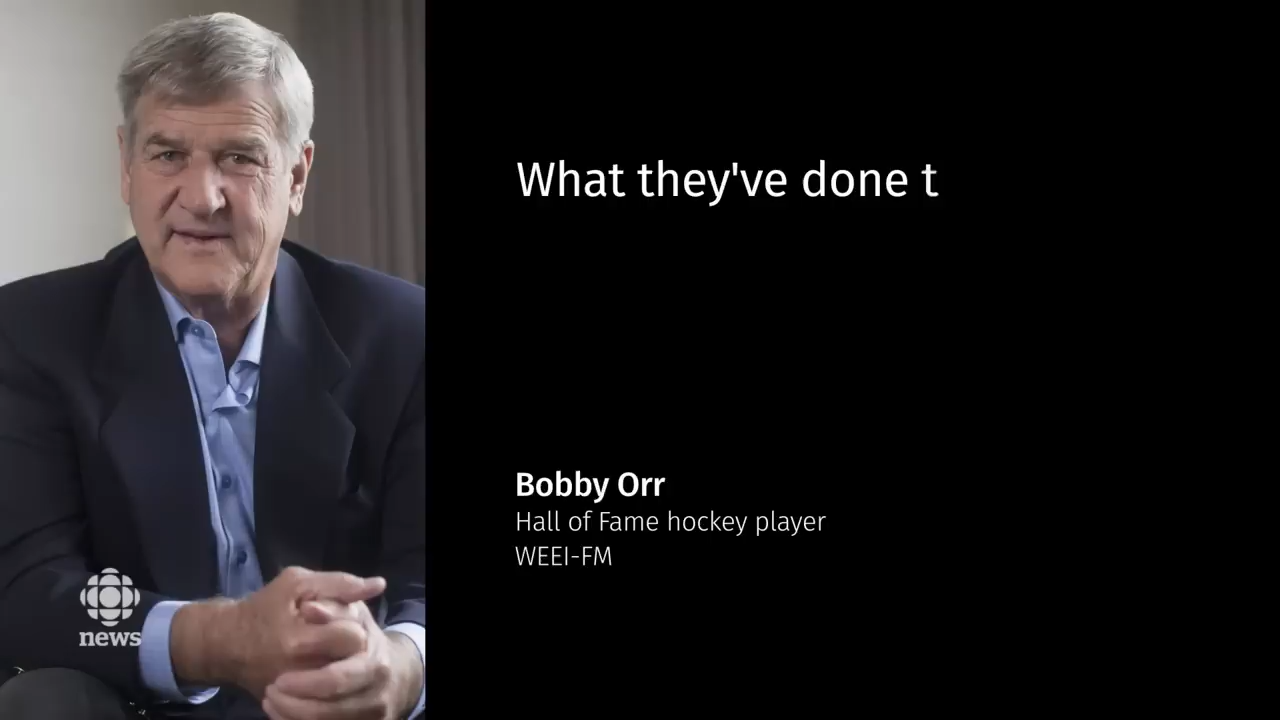 What they've done t
Bobby Orr
Hall of Fame hockey player
WEEI-FM
news